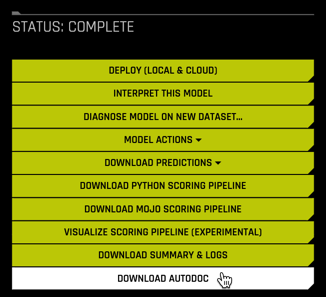 STATUS: COMPLETE
DEPLOY (LOCAL & CLOUD)
INTERPRET THIS MODEL
DIAGNOSE MODEL ON NEW DATASET...
MODEL ACTIONS
DOWNLOAD PREDICTIONS
DOWNLOAD PYTHON SCORING PIPELINE
DOWNLOAD MOJO SCORING PIPELINE
VISUALIZE SCORING PIPELINE (EXPERIMENTAL)
DOWNLOAD SUMMARY & LOGS
DOWNLOAD AUTODOC